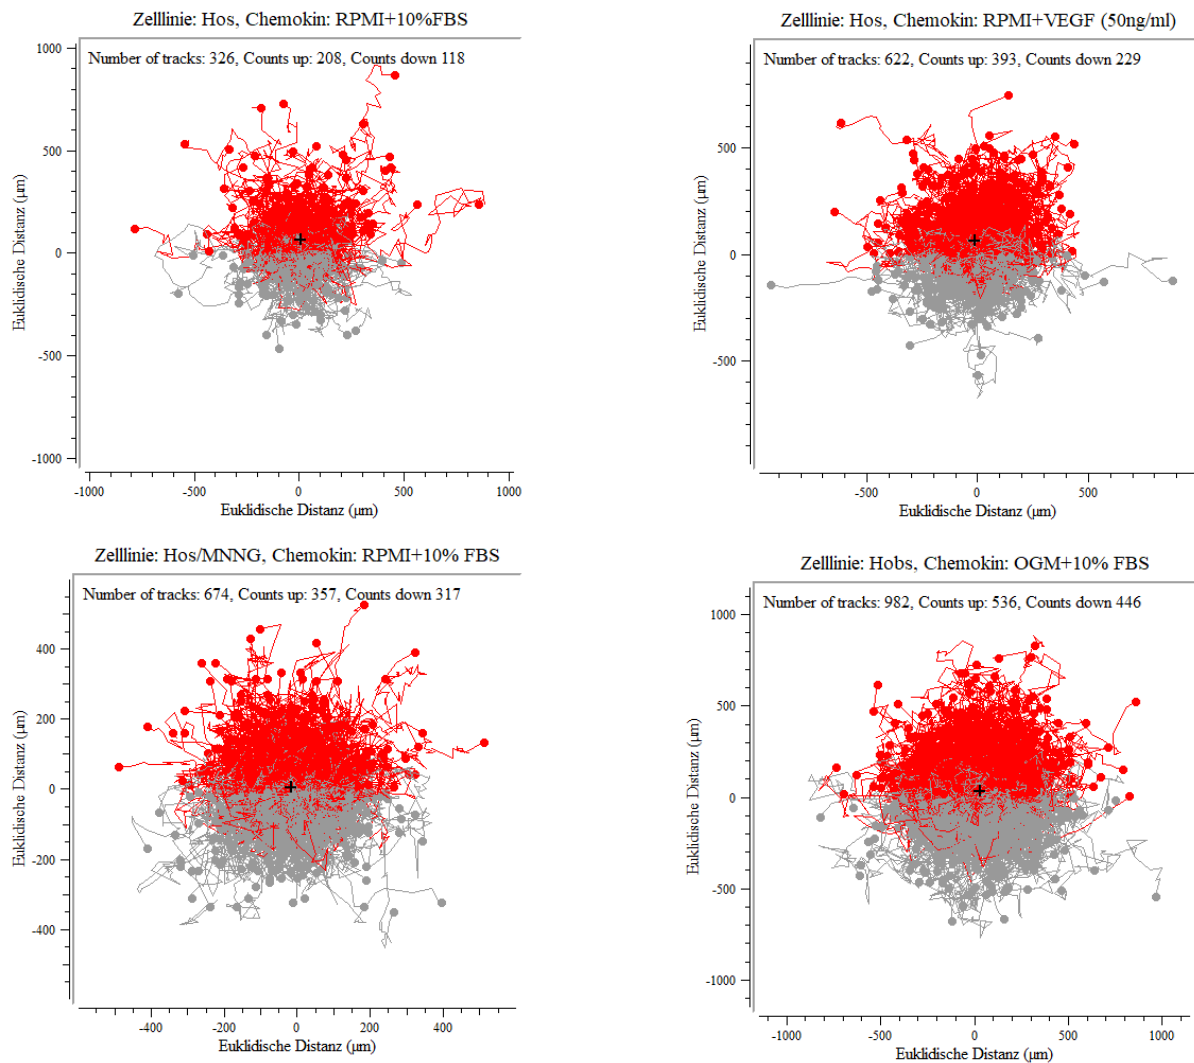 Zelllinie: Hos, Chemokin: RPMI+10%FBS
Number of tracks: 326, Counts up: 208, Counts down 118
1000
500
0
-500
-1000
Euklidische Distanz (µm)
-1000 -500 0 500 1000
Euklidische Distanz (µm)
Zelllinie: Hos, Chemokin: RPMI+VEGF (50ng/ml)
Number of tracks: 622, Counts up: 393, Counts down 229
500
0
-500
Euklidische Distanz (µm)
-500 0 500
Euklidische Distanz (µm)
Zelllinie: Hos/MNNG, Chemokin: RPMI+10% FBS
Number of tracks: 674, Counts up: 357, Counts down 317
400
200
0
-200
-400
Euklidische Distanz (µm)
-400 -200 0 200 400
Euklidische Distanz (µm)
Zelllinie: Hobs, Chemokin: OGM+10% FBS
Number of tracks: 982, Counts up: 536, Counts down 446
1000
500
0
-500
-1000
Euklidische Distanz (µm)
-1000 -500 0 500 1000
Euklidische Distanz (µm)